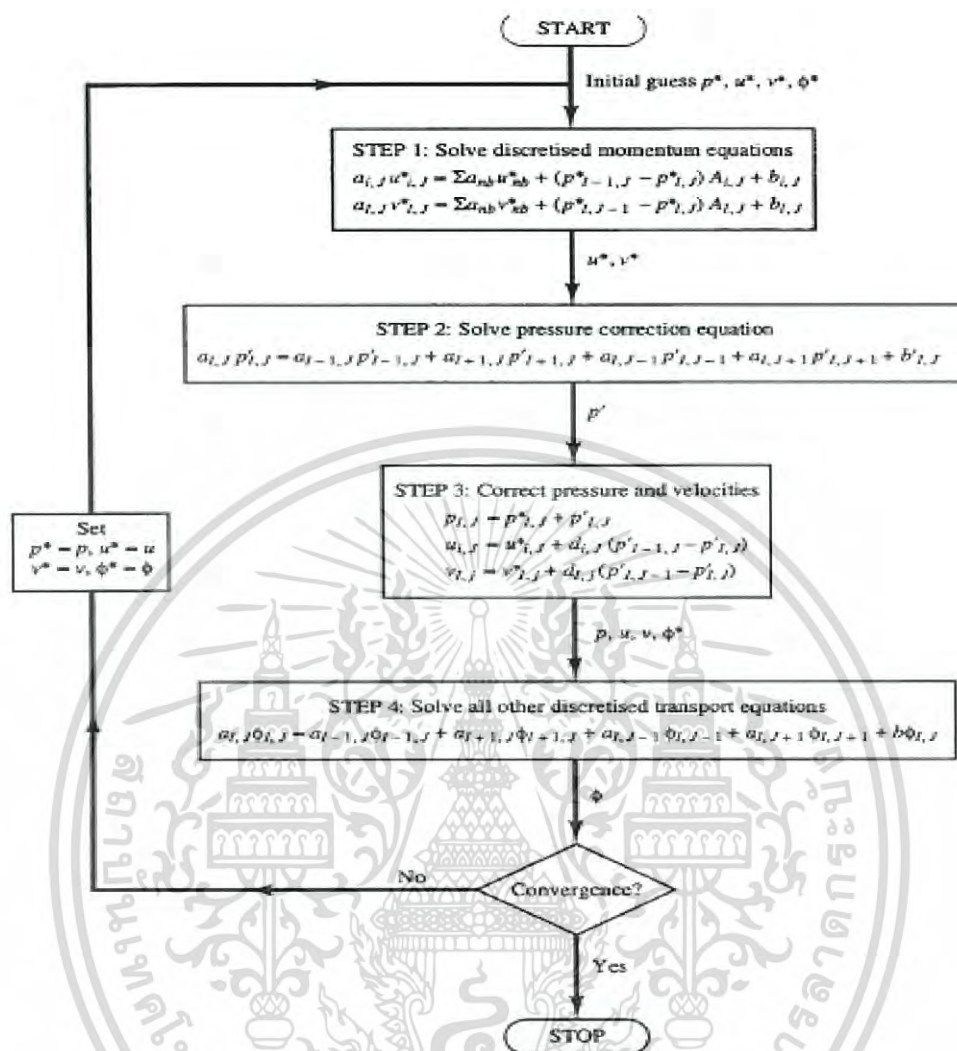 START
Initial guess p*, u*, v*, ϕ*
STEP 1: Solve discretised momentum equations
a_{i,J} u*_{i,J} = Σa_{nb} u*_{nb} + (p*_{I-1,J} - p*_{I,J}) A_{i,J} + b_{i,J}
a_{I,j} v*_{I,j} = Σa_{nb} v*_{nb} + (p*_{I,J-1} - p*_{I,J}) A_{I,j} + b_{I,j}
u*, v*
STEP 2: Solve pressure correction equation
a_{I,J} p'_{I,J} = a_{I-1,J} p'_{I-1,J} + a_{I+1,J} p'_{I+1,J} + a_{I,J-1} p'_{I,J-1} + a_{I,J+1} p'_{I,J+1} + b'_{I,J}
p'
STEP 3: Correct pressure and velocities
p_{I,J} = p*_{I,J} + p'_{I,J}
u_{i,J} = u*_{i,J} + d_{i,J} (p'_{I-1,J} - p'_{I,J})
v_{I,j} = v*_{I,j} + d_{I,j} (p'_{I,J-1} - p'_{I,J})
Set
p* = p, u* = u
v* = v, ϕ* = ϕ
p, u, v, ϕ*
STEP 4: Solve all other discretised transport equations
a_{I,J} ϕ_{I,J} = a_{I-1,J} ϕ_{I-1,J} + a_{I+1,J} ϕ_{I+1,J} + a_{I,J-1} ϕ_{I,J-1} + a_{I,J+1} ϕ_{I,J+1} + bϕ_{I,J}
ϕ
No
Convergence?
Yes
STOP